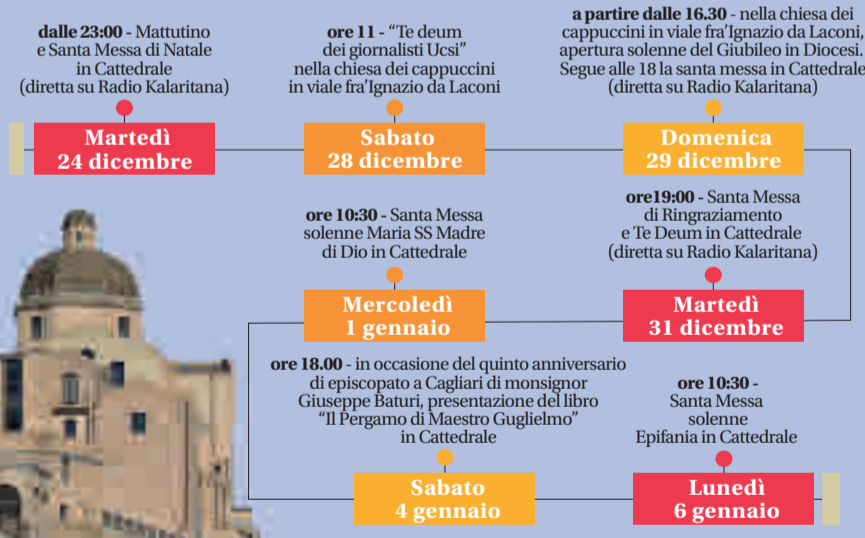 dalle 23:00 - Mattutino
e Santa Messa di Natale
in Cattedrale
(diretta su Radio Kalaritana)
Martedì
24 dicembre
ore 11 - “Te deum
dei giornalisti Ucsi”
nella chiesa dei cappuccini
in viale fra’Ignazio da Laconi
Sabato
28 dicembre
a partire dalle 16.30 - nella chiesa dei
cappuccini in viale fra’Ignazio da Laconi,
apertura solenne del Giubileo in Diocesi.
Segue alle 18 la santa messa in Cattedrale
(diretta su Radio Kalaritana)
Domenica
29 dicembre
ore19:00 - Santa Messa
di Ringraziamento
e Te Deum in Cattedrale
(diretta su Radio Kalaritana)
Martedì
31 dicembre
ore 10:30 - Santa Messa
solenne Maria SS Madre
di Dio in Cattedrale
Mercoledì
1 gennaio
ore 18.00 - in occasione del quinto anniversario
di episcopato a Cagliari di monsignor
Giuseppe Baturi, presentazione del libro
“Il Pergamo di Maestro Guglielmo”
in Cattedrale
Sabato
4 gennaio
ore 10:30 -
Santa Messa
solenne
Epifania in Cattedrale
Lunedì
6 gennaio